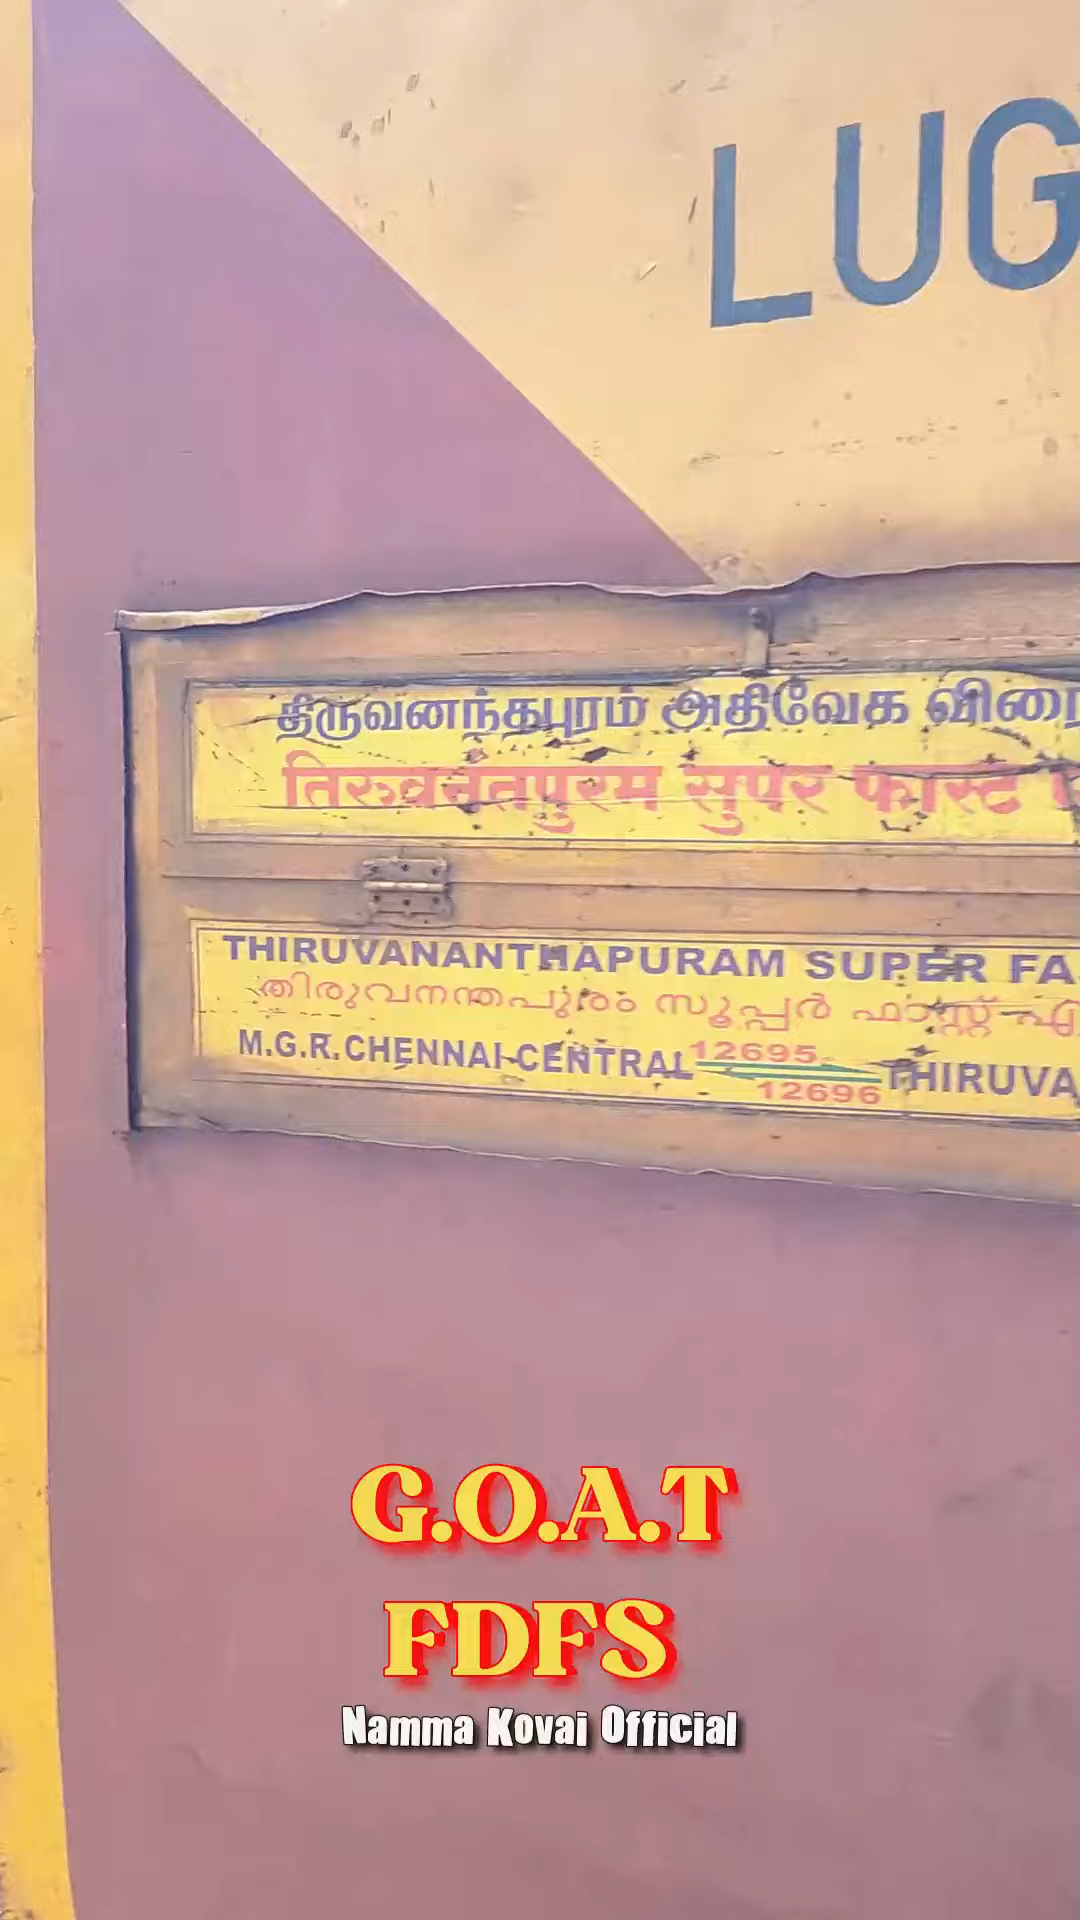 LUG
திருவனந்தபுரம் அதிவேக விரை
तिरुवनंतपुरम सुपर फास्ट
THIRUVANANTHAPURAM SUPER FA
തിരുവനന്തപുരം സൂപ്പർ ഫാസ്റ്റ് എ
M.G.R.CHENNAI-CENTRAL 12695 THIRUVA
12696
G.O.A.T
FDFS
Namma Kovai Official